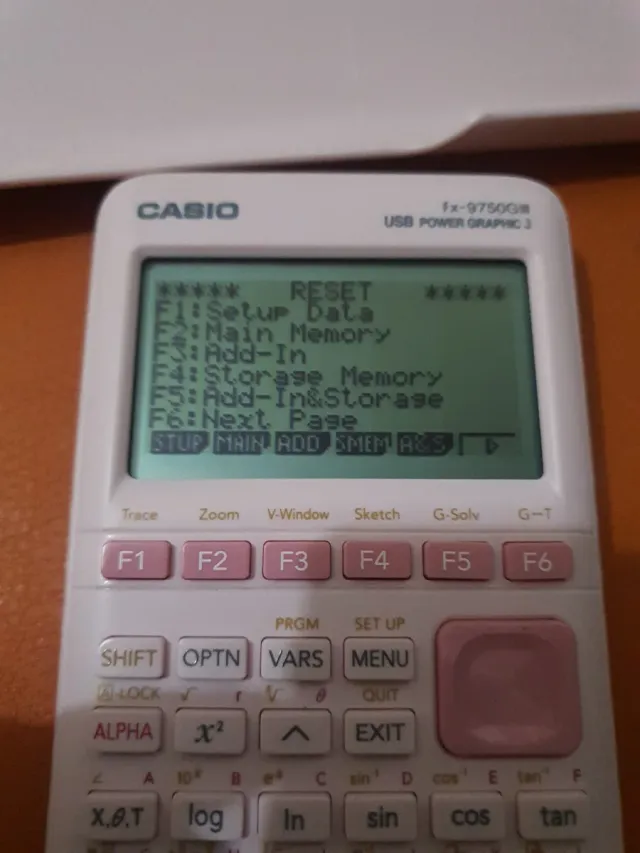 CASIO
fx-9750GIII
USB POWER GRAPHIC 3
***** RESET *****
F1:Setup Data
F2:Main Memory
F3:Add-In
F4:Storage Memory
F5:Add-In&Storage
F6:Next Page
STUP MAIN ADD SMEM A&S ▷
Trace Zoom V-Window Sketch G-Solv G↔T
F1 F2 F3 F4 F5 F6
PRGM SET UP
SHIFT OPTN VARS MENU
A-LOCK √ r θ QUIT
ALPHA x² ^ EXIT
∠ A 10ˣ B eˣ C sin⁻¹ D cos⁻¹ E tan⁻¹ F
X,θ,T log ln sin cos tan